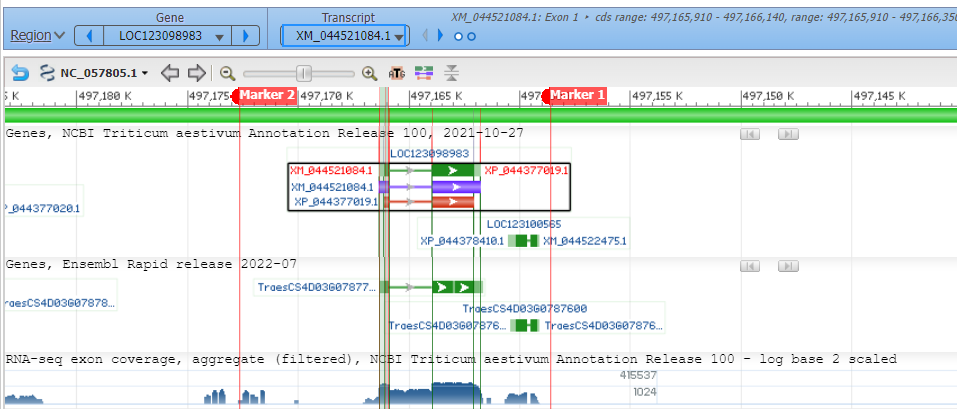 Gene
Transcript
XM_044521084.1: Exon 1 • cds range: 497,165,910 - 497,166,140, range: 497,165,910 - 497,166,350
Region
LOC123098983
XM_044521084.1
NC_057805.1
ATG
5 K 497,180 K 497,175 Marker 2 497,170 K 497,165 K 497, Marker 1 497,155 K 497,150 K 497,145 K
Genes, NCBI Triticum aestivum Annotation Release 100, 2021-10-27
LOC123098983
XM_044521084.1 XP_044377019.1
XM_044521084.1
XP_044377019.1
P_044377020.1
LOC123100565
XP_044378410.1 XM_044522475.1
Genes, Ensembl Rapid release 2022-07
TraesCS4D03G07877...
raesCS4D03G07878...
TraesCS4D03G0787600
TraesCS4D03G07876... TraesCS4D03G07876...
RNA-seq exon coverage, aggregate (filtered), NCBI Triticum aestivum Annotation Release 100 - log base 2 scaled
415537
1024